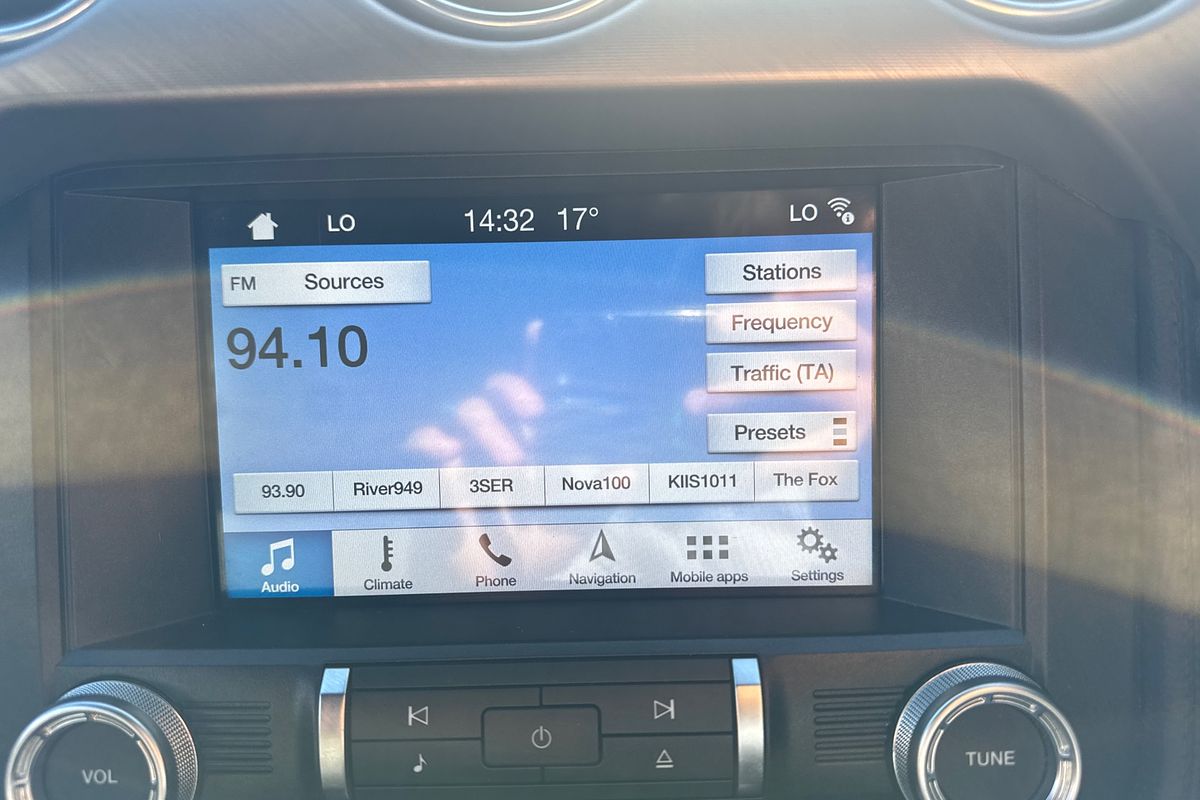 LO 14:32 17° LO
FM Sources
Stations
94.10
Frequency
Traffic (TA)
Presets
93.90 River949 3SER Nova100 KIIS1011 The Fox
Audio Climate Phone Navigation Mobile apps Settings
VOL
TUNE